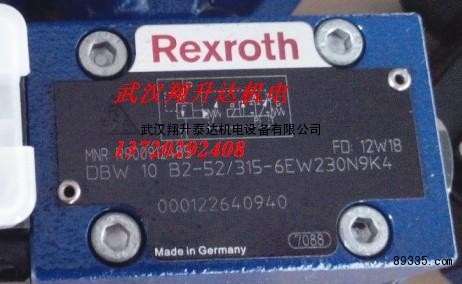 Rexroth
武汉翔升泰达机电
武汉翔升泰达机电设备有限公司
MNR:
FD: 12W18
13720392408
DBW 10 B2-52/315-6EW230N9K4
000122640940
Made in Germany
7088
89335.com